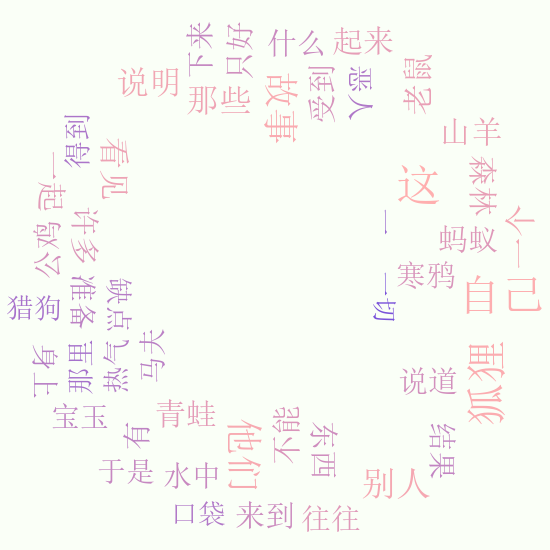 下来
只好
什么
起来
说明
那些
故事
受到
恶人
老鼠
得到
看见
山羊
这
森林
一起
许多
一
蚂蚁
一个
公鸡
寒鸦
自己
猎狗
准备
缺点
一切
于身
那里
热气
马夫
说道
狐狸
宝玉
有
青蛙
他们
不能
东西
结果
于是
水中
别人
口袋
来到
往往